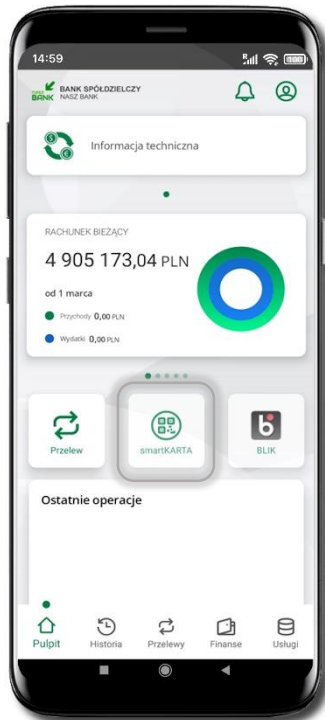 14:59
NASZ BANK
BANK SPÓŁDZIELCZY
NASZ BANK
Informacja techniczna
RACHUNEK BIEŻĄCY
4 905 173,04 PLN
od 1 marca
Przychody 0,00 PLN
Wydatki 0,00 PLN
Przelew
smartKARTA
BLIK
Ostatnie operacje
Pulpit
Historia
Przelewy
Finanse
Usługi